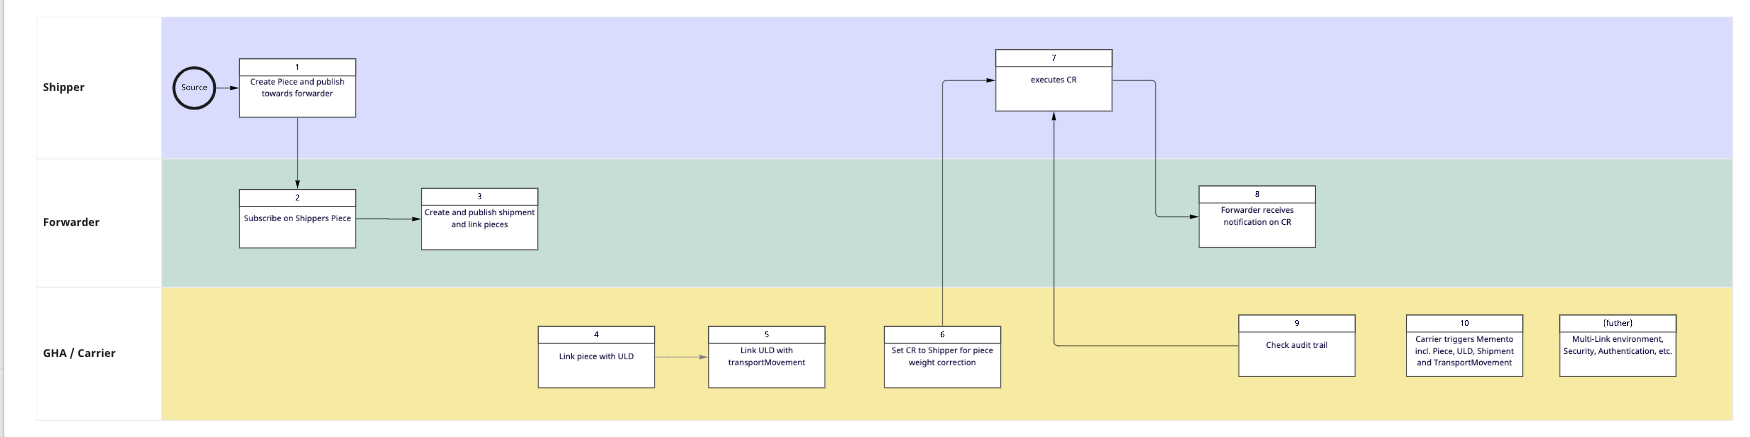 Shipper
Source
1
Create Piece and publish
towards forwarder
7
executes CR
Forwarder
2
Subscribe on Shippers Piece
3
Create and publish shipment
and link pieces
8
Forwarder receives
notification on CR
GHA / Carrier
4
Link piece with ULD
5
Link ULD with
transportMovement
6
Set CR to Shipper for piece
weight correction
9
Check audit trail
10
Carrier triggers Memento
incl. Piece, ULD, Shipment
and TransportMovement
(futher)
Multi-Link environment,
Security, Authentication, etc.